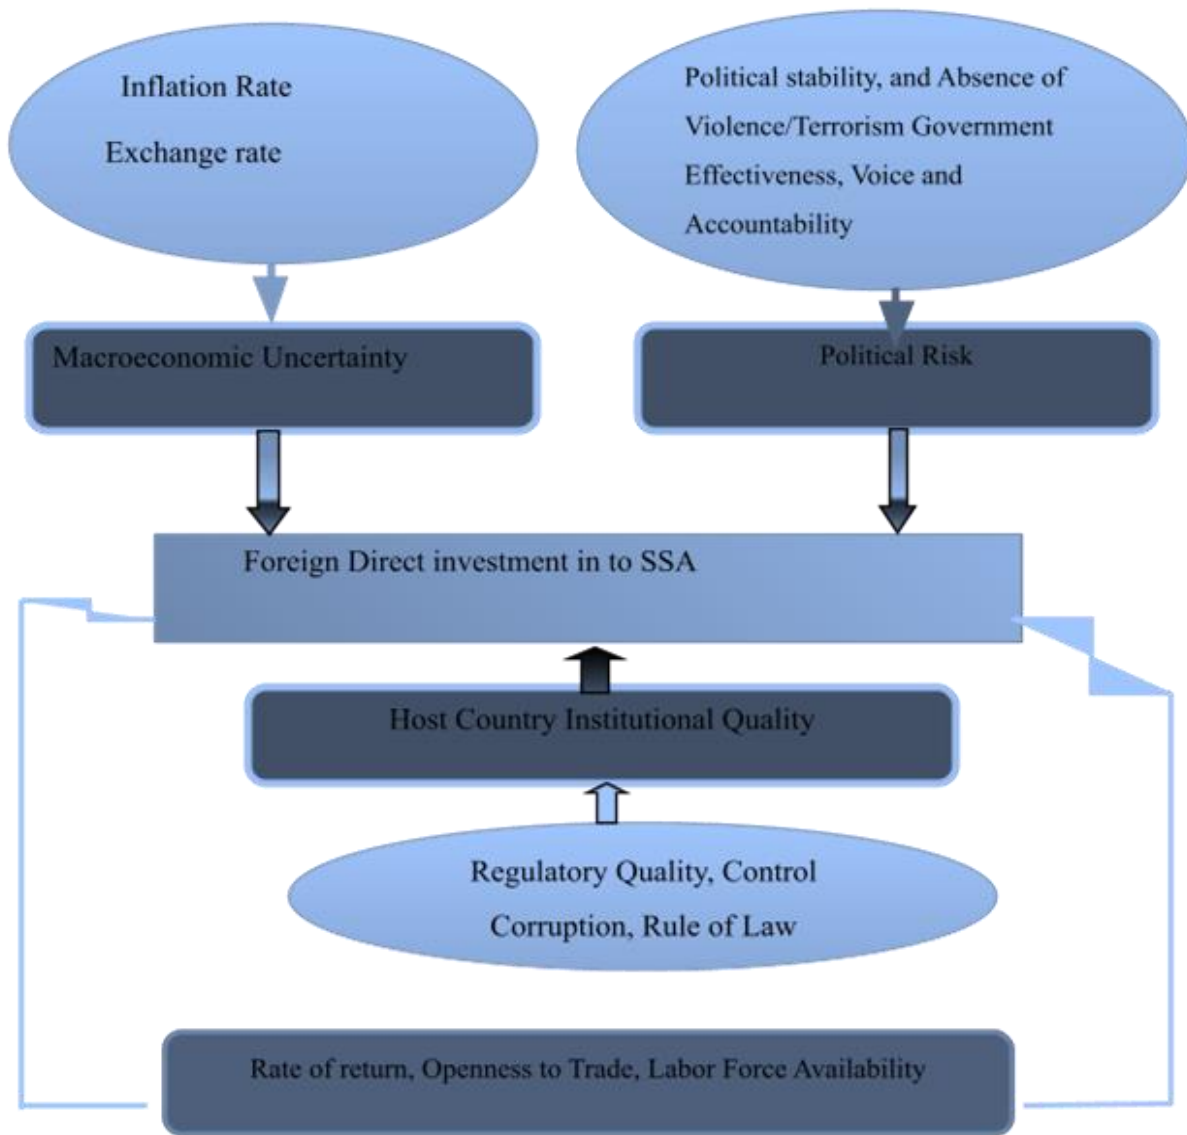 Inflation Rate
Exchange rate
Political stability, and Absence of
Violence/Terrorism Government
Effectiveness, Voice and
Accountability
Macroeconomic Uncertainty
Political Risk
Foreign Direct investment in to SSA
Host Country Institutional Quality
Regulatory Quality, Control
Corruption, Rule of Law
Rate of return, Openness to Trade, Labor Force Availability